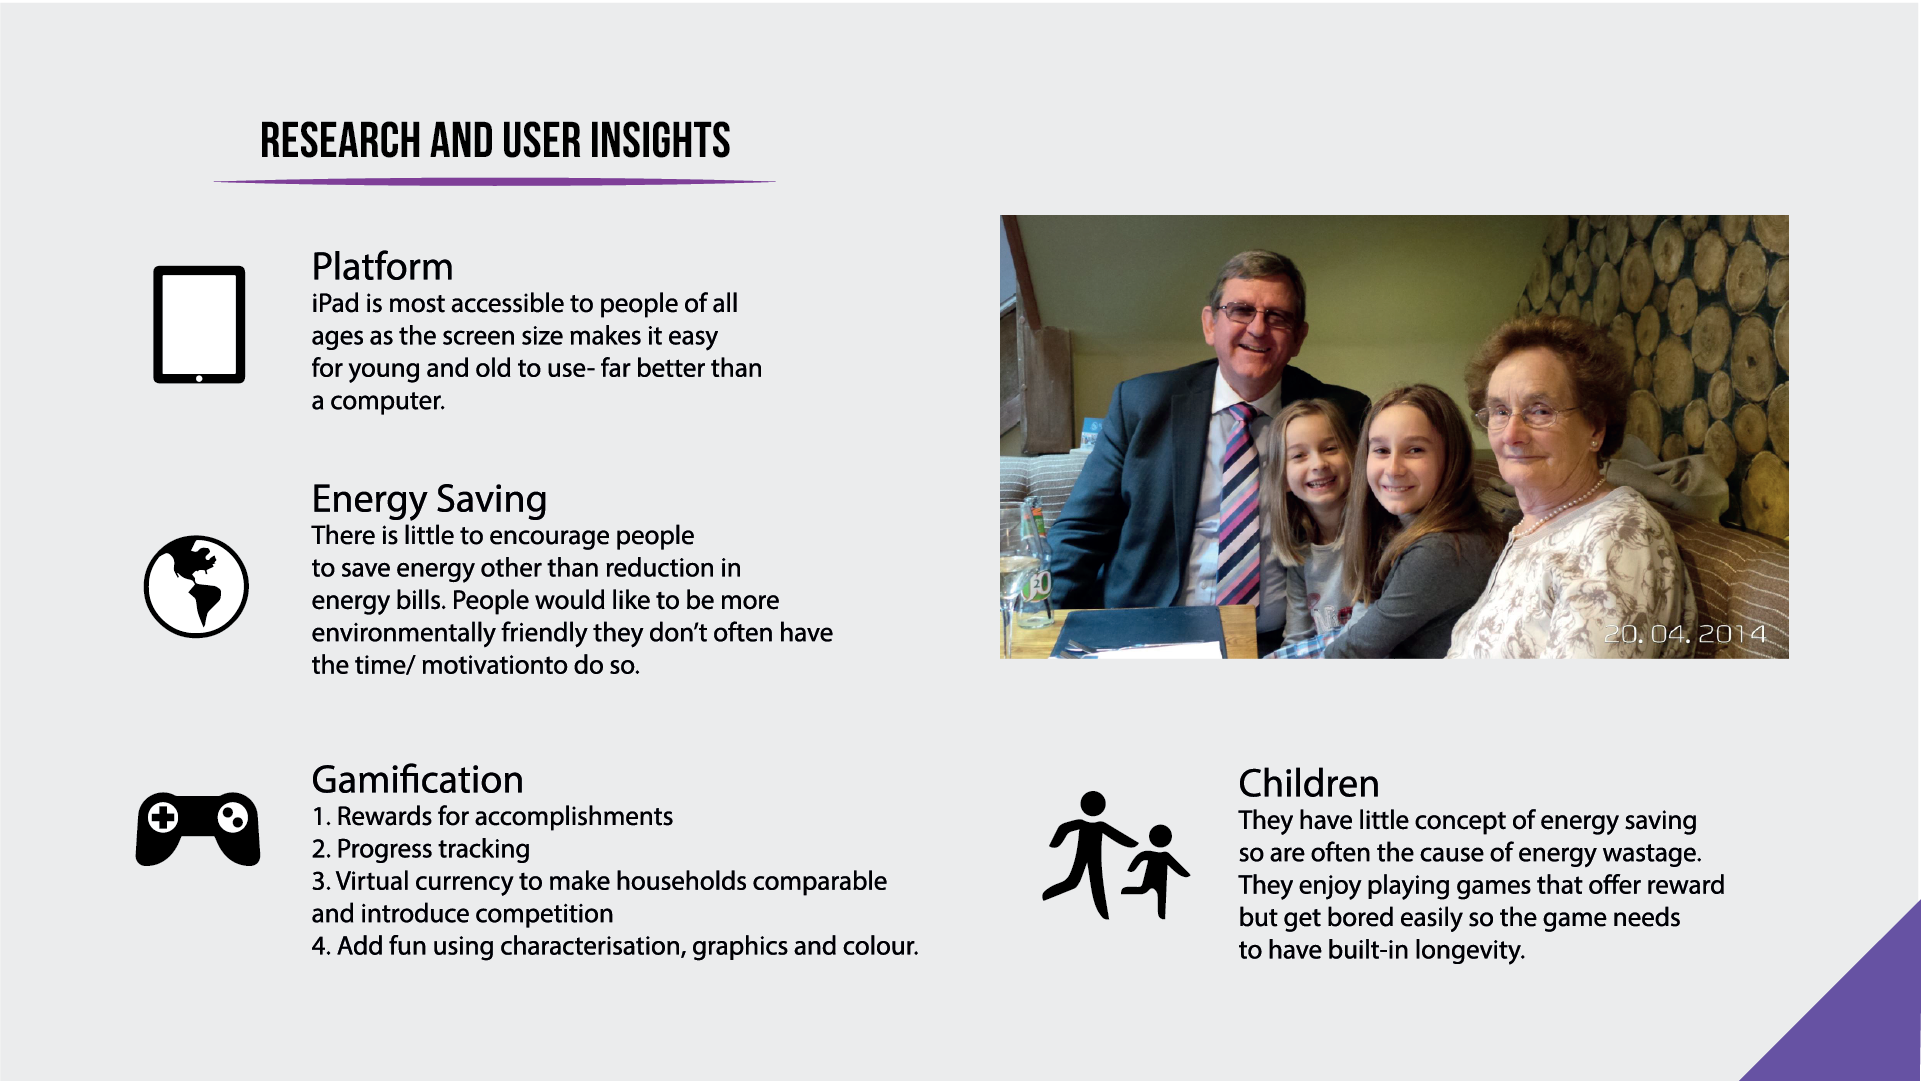 RESEARCH AND USER INSIGHTS
Platform
iPad is most accessible to people of all
ages as the screen size makes it easy
for young and old to use- far better than
a computer.
Energy Saving
There is little to encourage people
to save energy other than reduction in
energy bills. People would like to be more
environmentally friendly they don’t often have
the time/ motivationto do so.
Gamification
1. Rewards for accomplishments
2. Progress tracking
3. Virtual currency to make households comparable
and introduce competition
4. Add fun using characterisation, graphics and colour.
20. 04. 2014
Children
They have little concept of energy saving
so are often the cause of energy wastage.
They enjoy playing games that offer reward
but get bored easily so the game needs
to have built-in longevity.